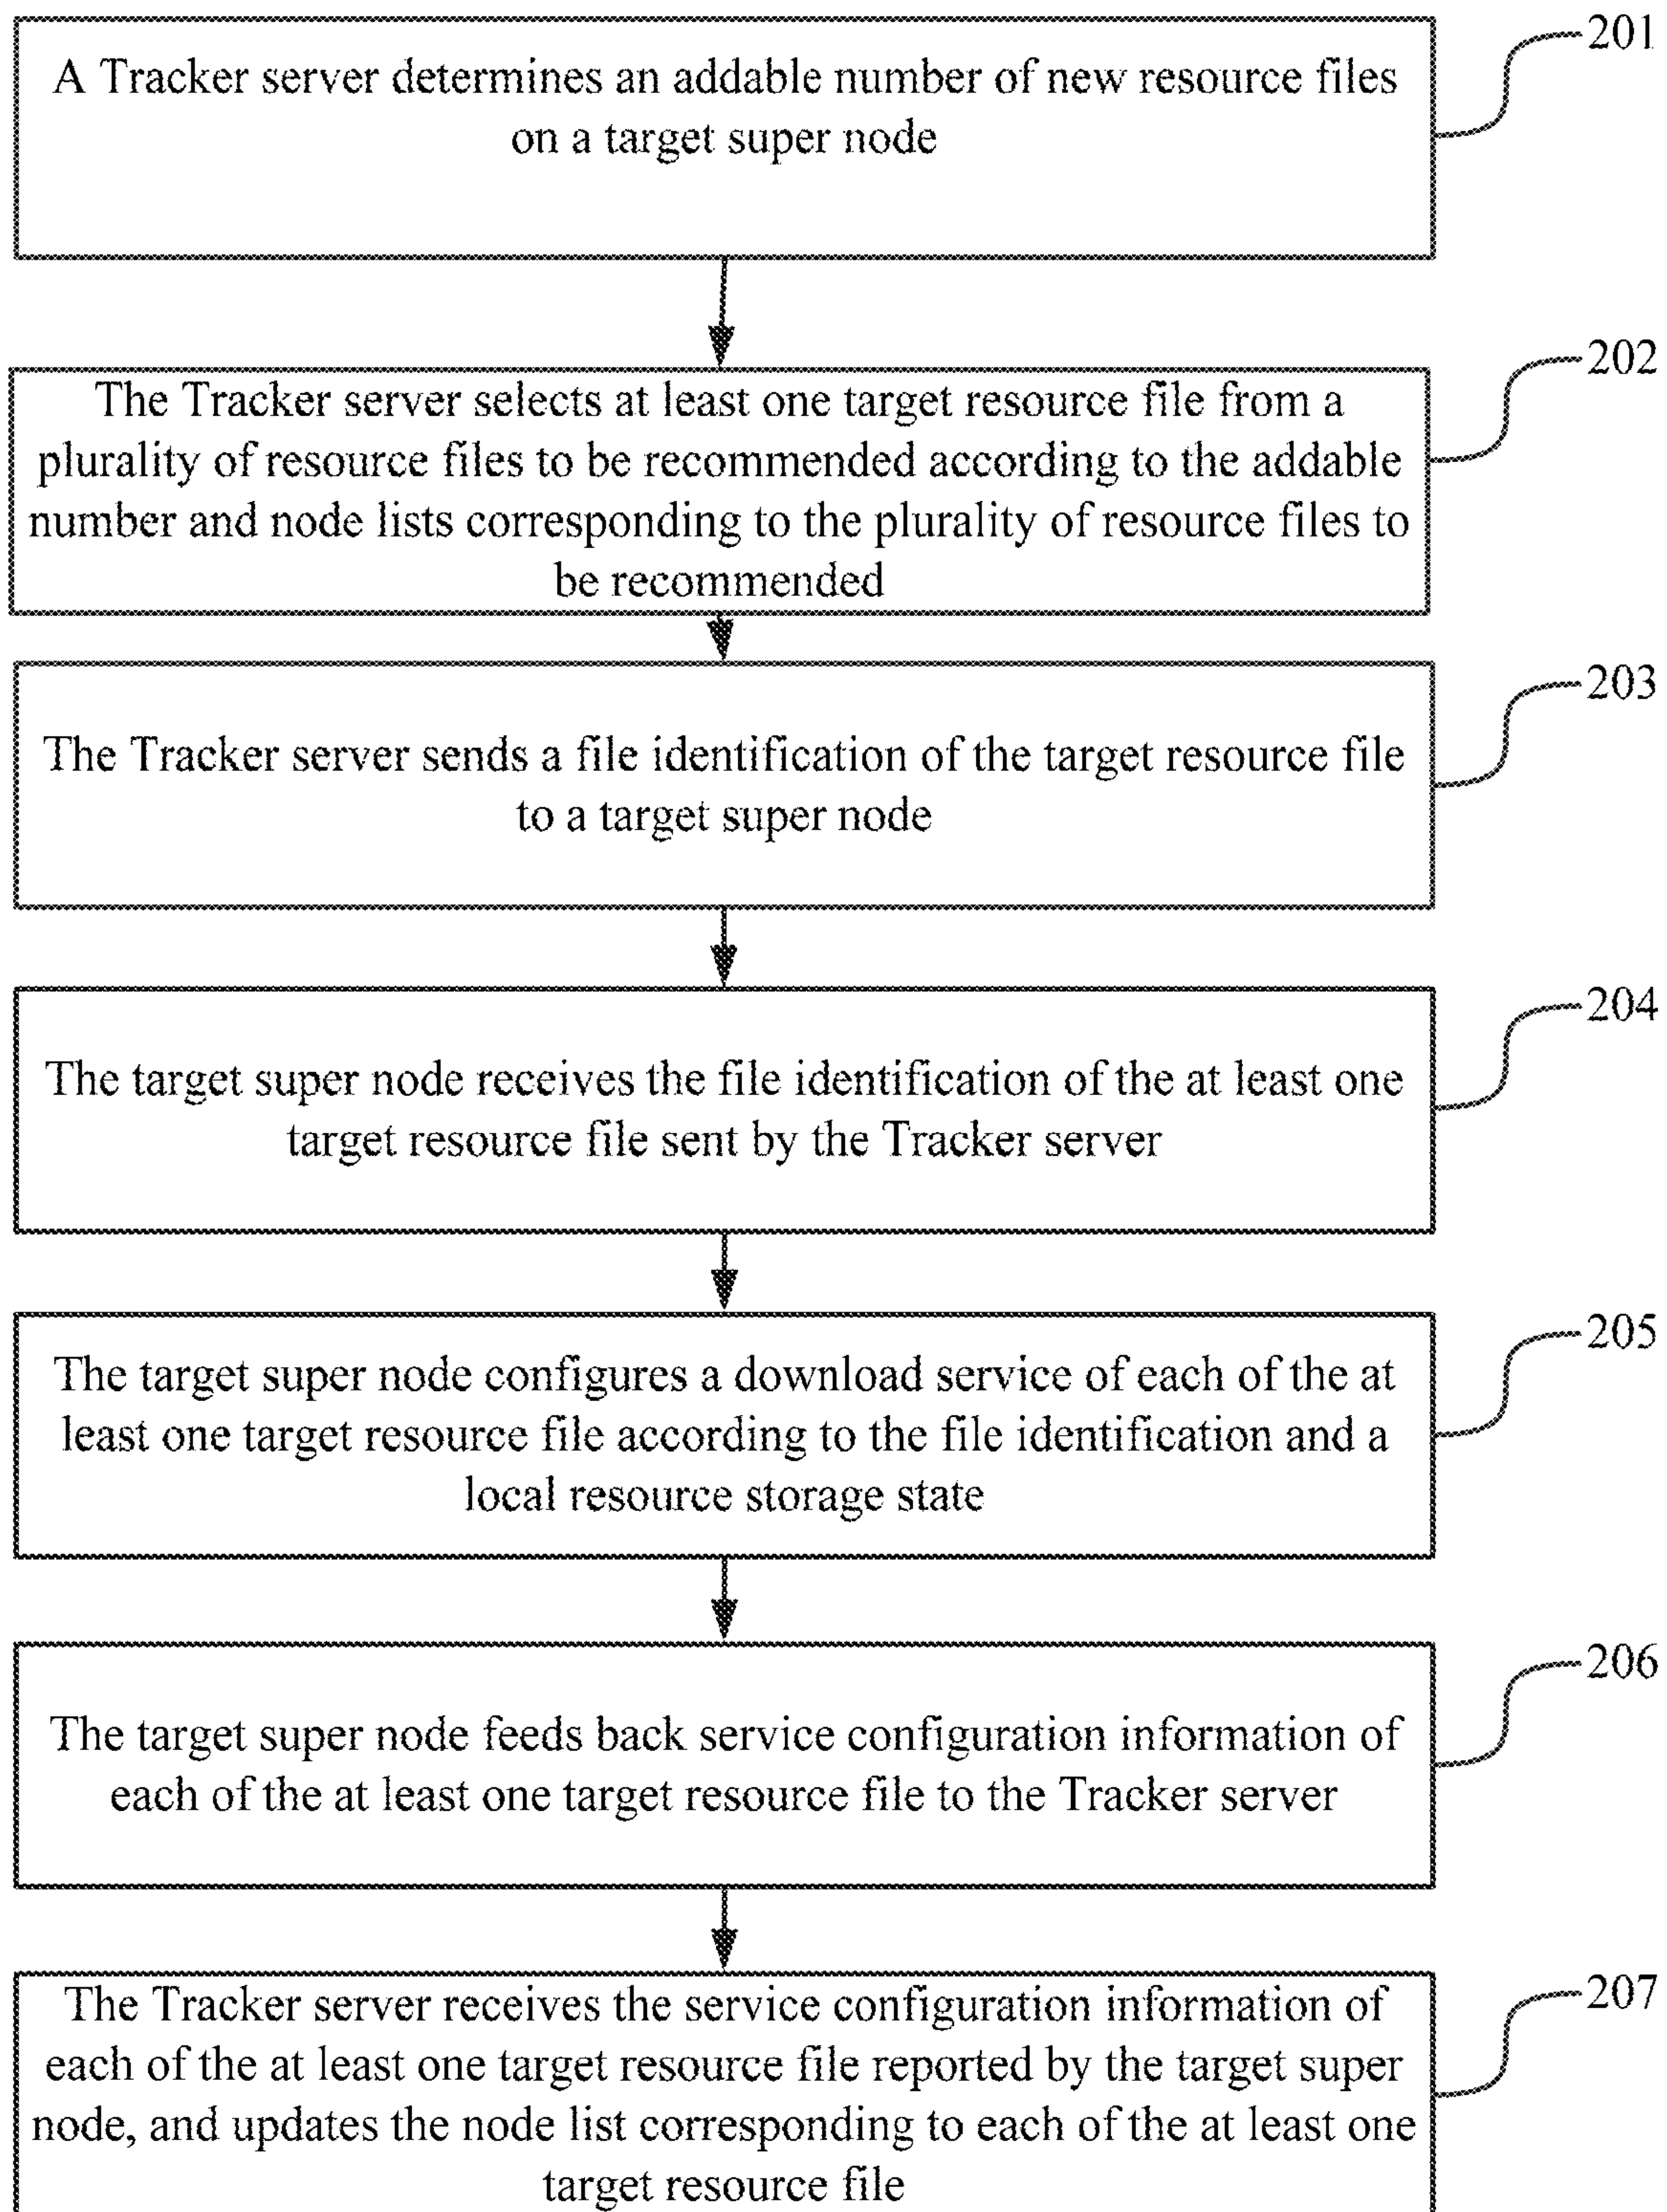 201
A Tracker server determines an addable number of new resource files
on a target super node
202
The Tracker server selects at least one target resource file from a
plurality of resource files to be recommended according to the addable
number and node lists corresponding to the plurality of resource files to
be recommended
203
The Tracker server sends a file identification of the target resource file
to a target super node
204
The target super node receives the file identification of the at least one
target resource file sent by the Tracker server
205
The target super node configures a download service of each of the at
least one target resource file according to the file identification and a
local resource storage state
206
The target super node feeds back service configuration information of
each of the at least one target resource file to the Tracker server
207
The Tracker server receives the service configuration information of
each of the at least one target resource file reported by the target super
node, and updates the node list corresponding to each of the at least one
target resource file